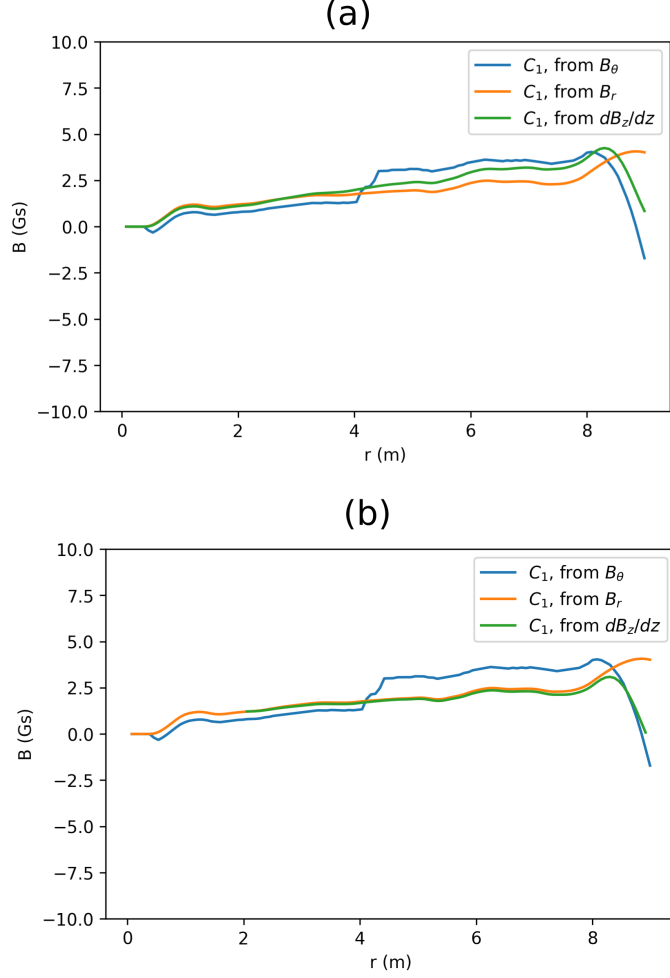 (a)
10.0
7.5
5.0
2.5
0.0
−2.5
−5.0
−7.5
−10.0
B (Gs)
C₁, from Bθ
C₁, from Bᵣ
C₁, from dB_z/dz
0 2 4 6 8
r (m)
(b)
10.0
7.5
5.0
2.5
0.0
−2.5
−5.0
−7.5
−10.0
B (Gs)
C₁, from Bθ
C₁, from Bᵣ
C₁, from dB_z/dz
0 2 4 6 8
r (m)